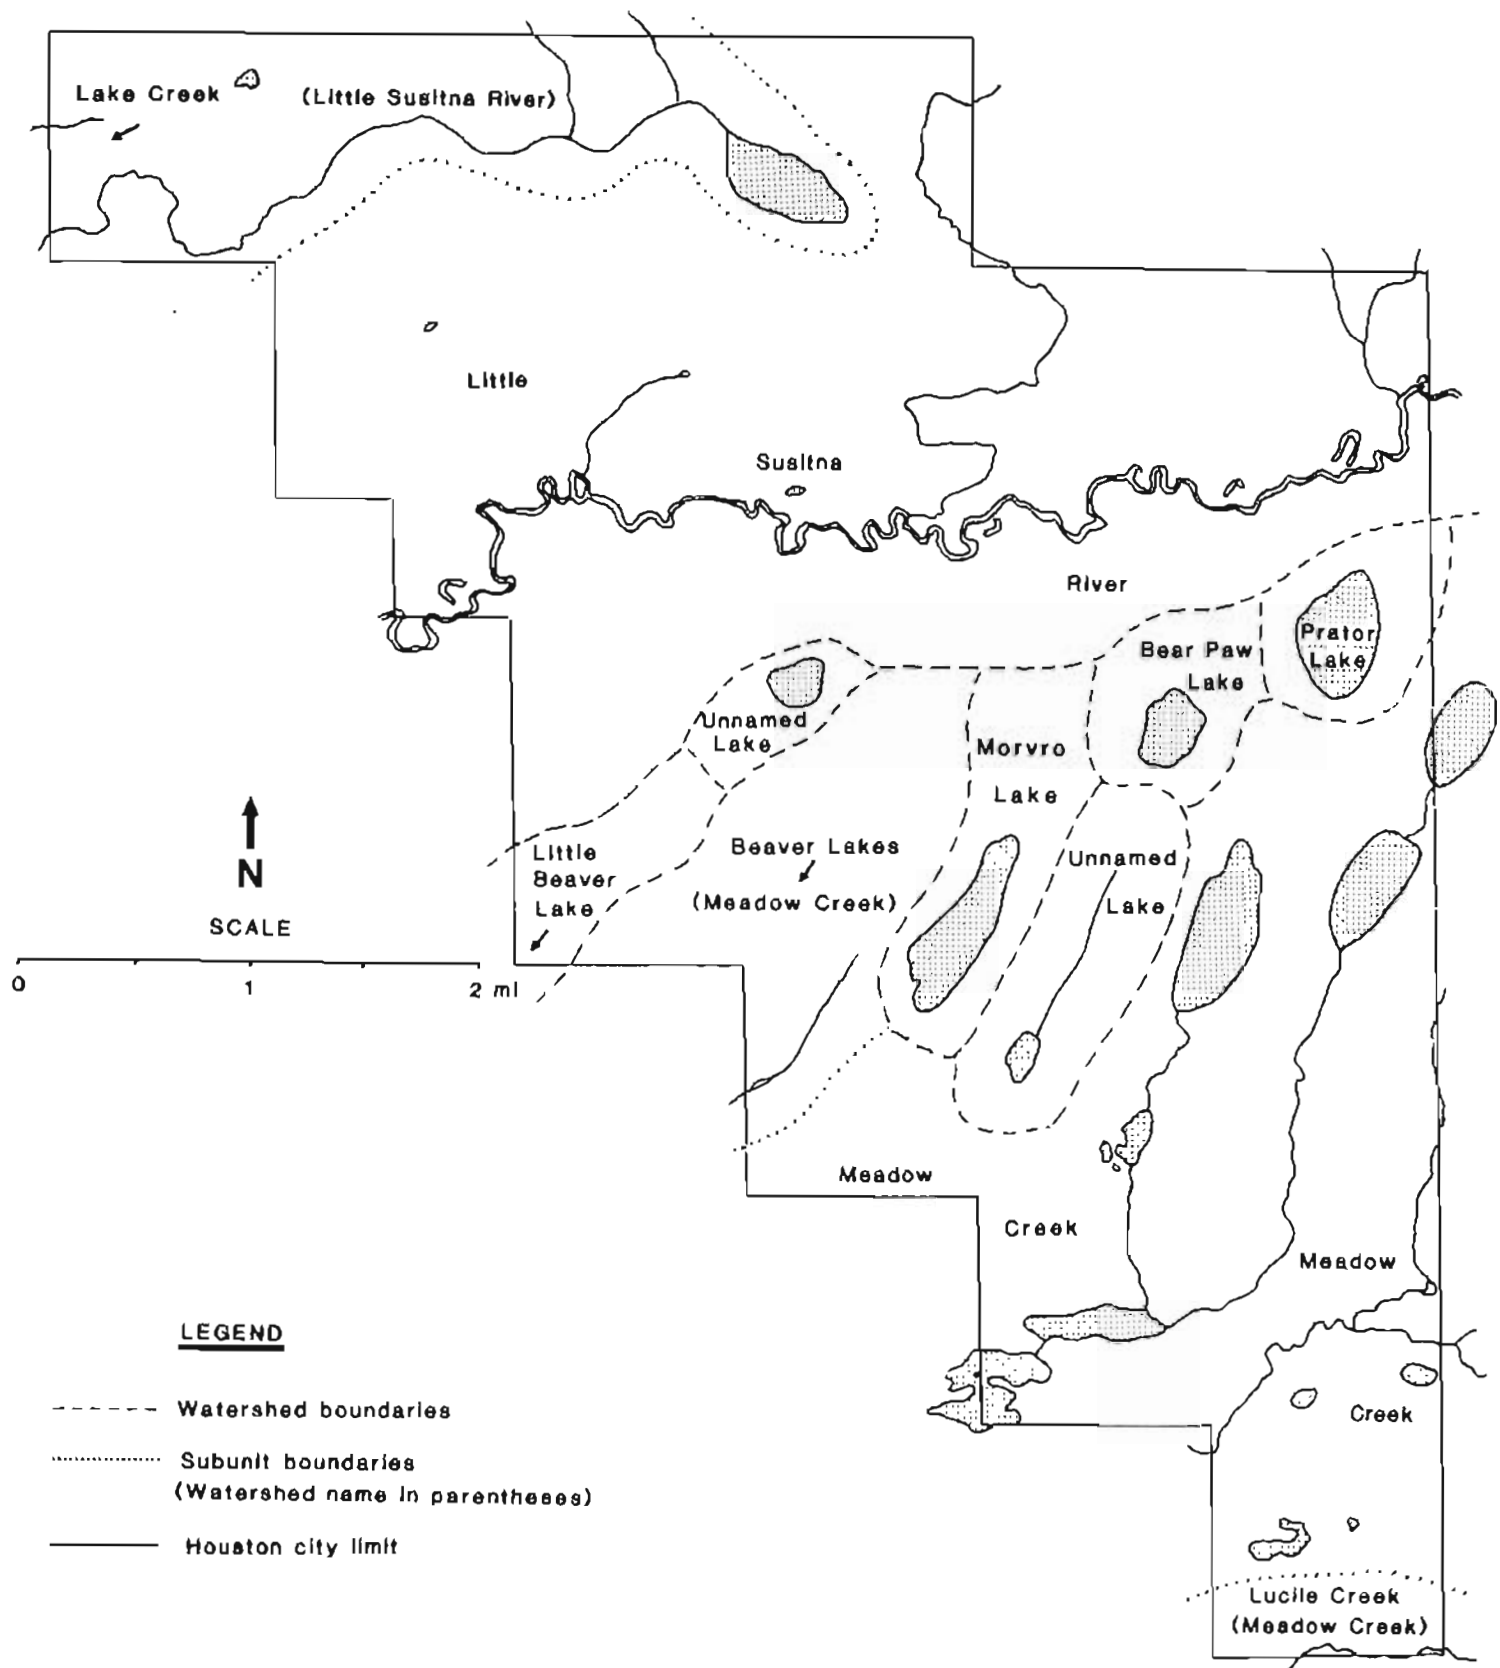 Lake Creek
(Little Susitna River)
Little
Susitna
River
Prator
Lake
Bear Paw
Lake
Unnamed
Lake
Morvro
Lake
Little
Beaver
Lake
Beaver Lakes
(Meadow Creek)
Unnamed
Lake
N
SCALE
0 1 2 mi
Meadow
Creek
Meadow
Creek
LEGEND
Watershed boundaries
Subunit boundaries
(Watershed name in parentheses)
Houston city limit
Lucile Creek
(Meadow Creek)